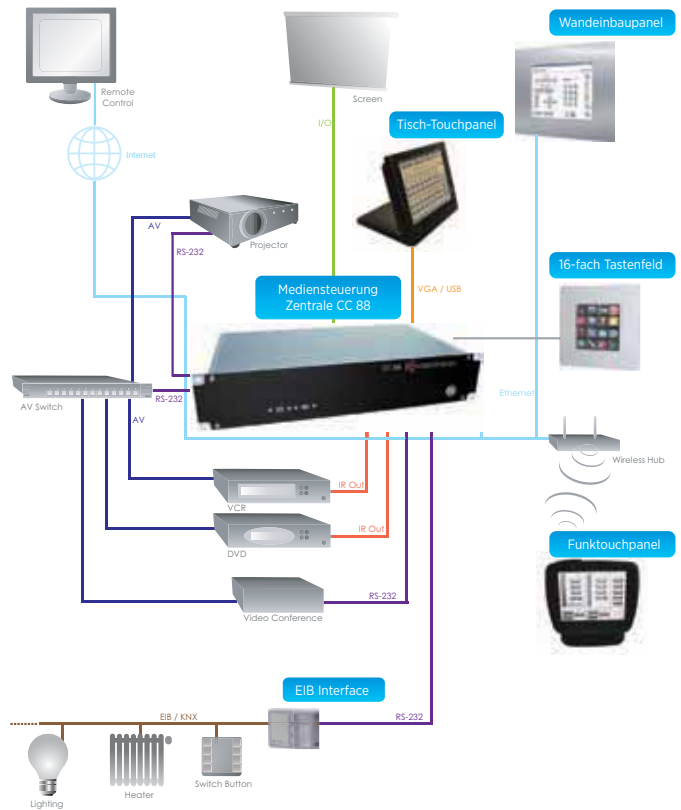 Wandeinbaupanel
Remote
Control
Screen
I/O
Tisch-Touchpanel
Internet
AV
Projector
RS-232
16-fach Tastenfeld
Mediensteuerung
Zentrale CC 88
VGA / USB
AV Switch
RS-232
Ethernet
AV
Wireless Hub
IR Out
VCR
IR Out
DVD
Funktouchpanel
RS-232
Video Conference
EIB Interface
EIB / KNX
RS-232
Switch Button
Heater
Lighting